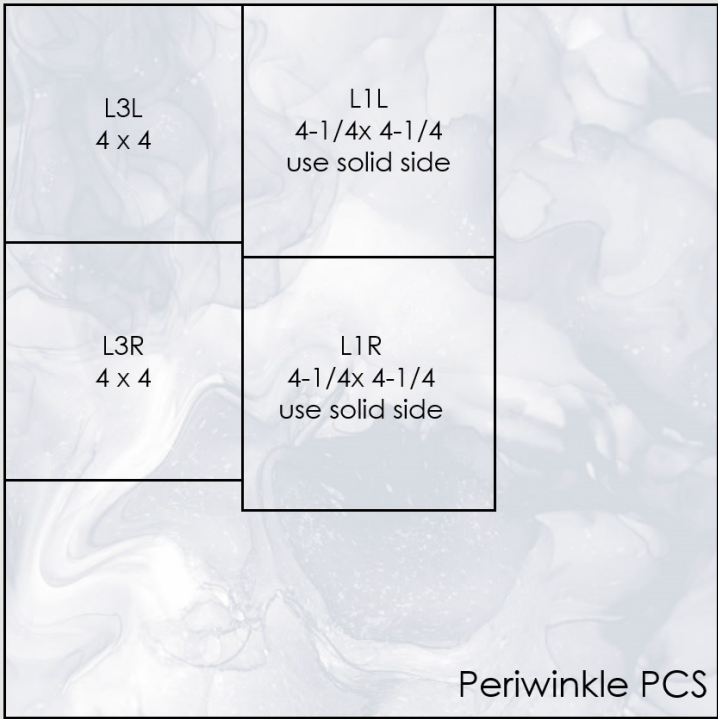 L3L
4 x 4
L1L
4-1/4x 4-1/4
use solid side
L3R
4 x 4
L1R
4-1/4x 4-1/4
use solid side
Periwinkle PCS